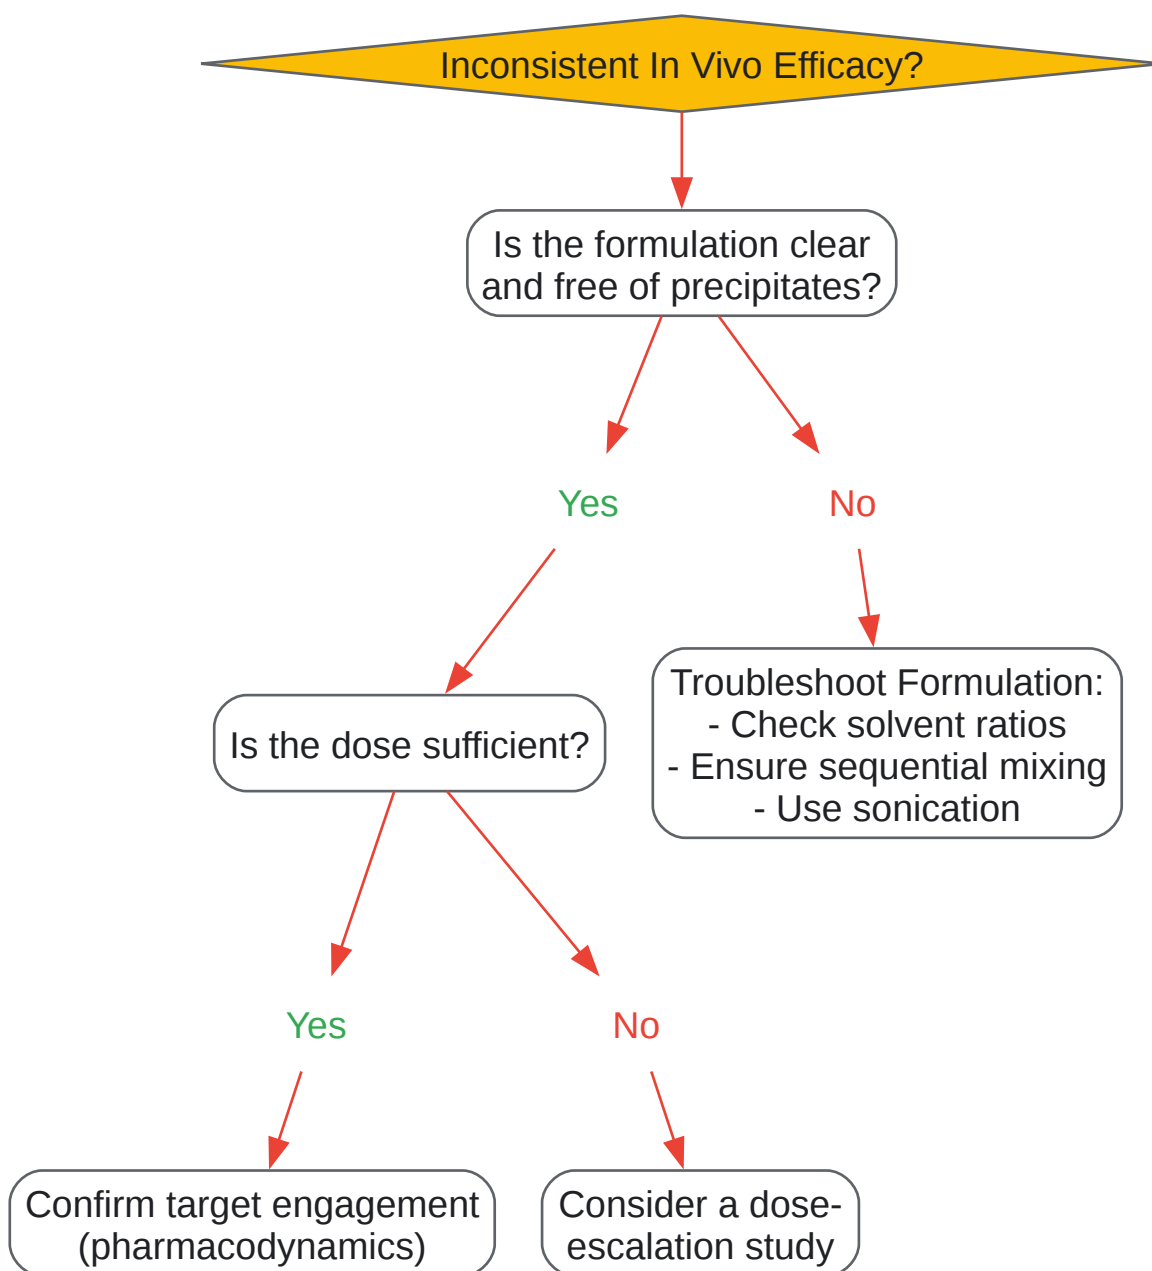 Inconsistent In Vivo Efficacy?
Is the formulation clear
and free of precipitates?
Yes
No
Troubleshoot Formulation:
- Check solvent ratios
- Ensure sequential mixing
- Use sonication
Is the dose sufficient?
Yes
No
Confirm target engagement
(pharmacodynamics)
Consider a dose-
escalation study